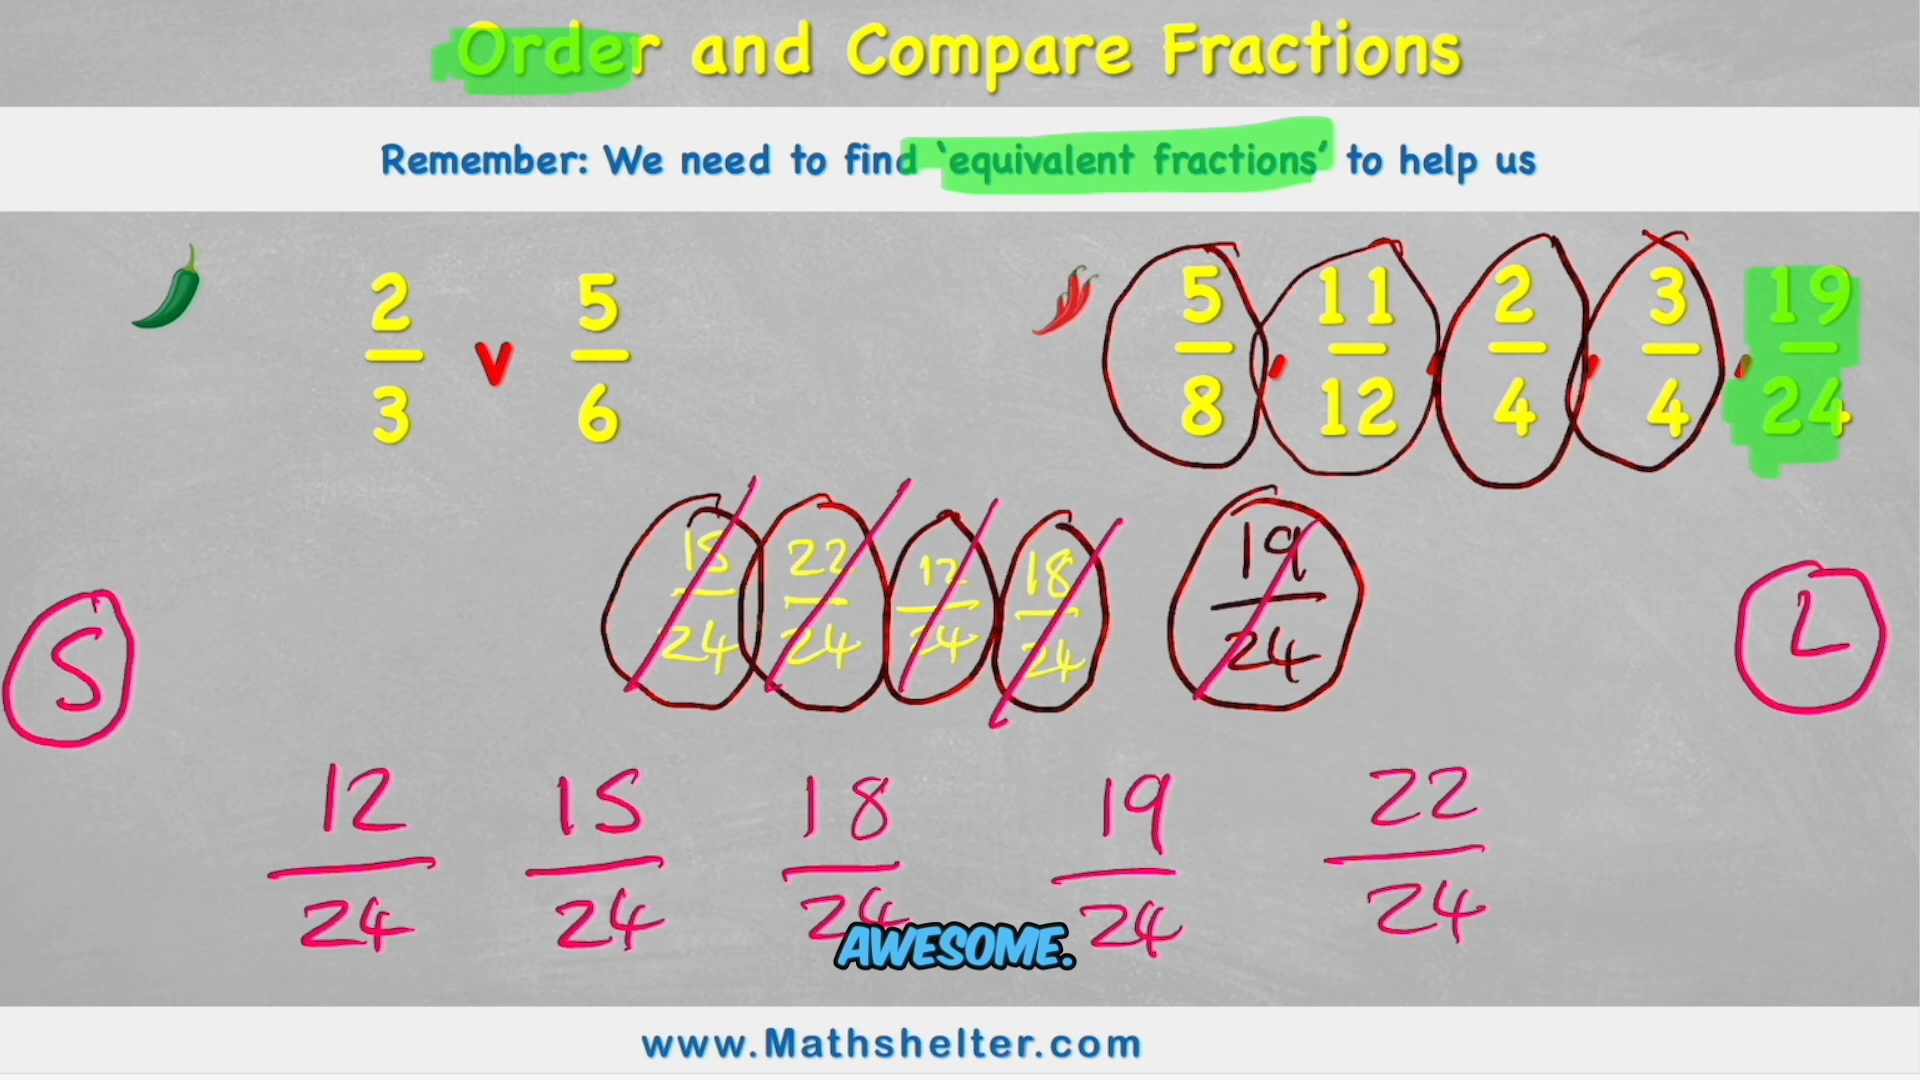 Order and Compare Fractions
Remember: We need to find 'equivalent fractions' to help us
2 5 5 11 2 3 19
v , , , ,
3 6 8 12 4 4 24
15 22 12 18 19
24 24 24 24 24
S L
12 15 18 19 22
24 24 24 24 24
AWESOME.
www.Mathshelter.com